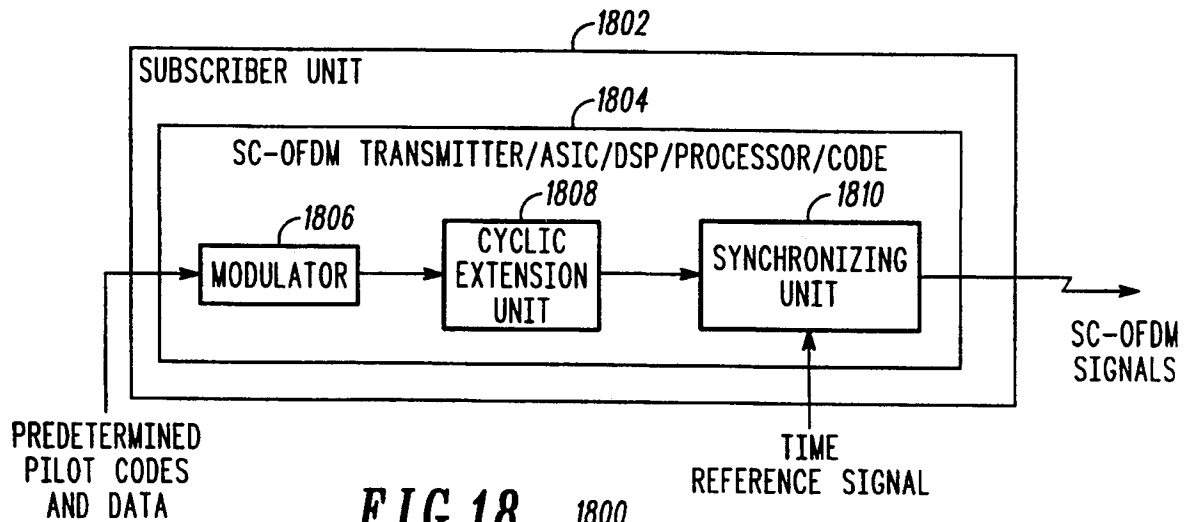 1802
SUBSCRIBER UNIT
1804
SC-OFDM TRANSMITTER/ASIC/DSP/PROCESSOR/CODE
1806
MODULATOR
1808
CYCLIC
EXTENSION
UNIT
1810
SYNCHRONIZING
UNIT
SC-OFDM
SIGNALS
PREDETERMINED
PILOT CODES
AND DATA
TIME
REFERENCE SIGNAL
FIG.18 1800